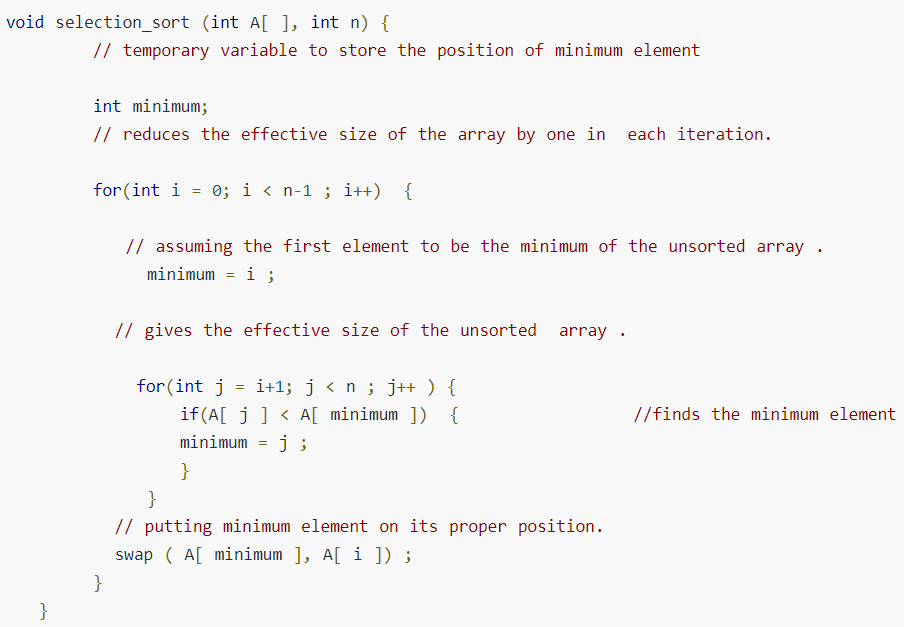 void selection_sort (int A[ ], int n) {
// temporary variable to store the position of minimum element
int minimum;
// reduces the effective size of the array by one in  each iteration.
for(int i = 0; i < n-1 ; i++)  {
// assuming the first element to be the minimum of the unsorted array .
minimum = i ;
// gives the effective size of the unsorted  array .
for(int j = i+1; j < n ; j++ ) {
if(A[ j ] < A[ minimum ])  {                //finds the minimum element
minimum = j ;
}
}
// putting minimum element on its proper position.
swap ( A[ minimum ], A[ i ]) ;
}
}